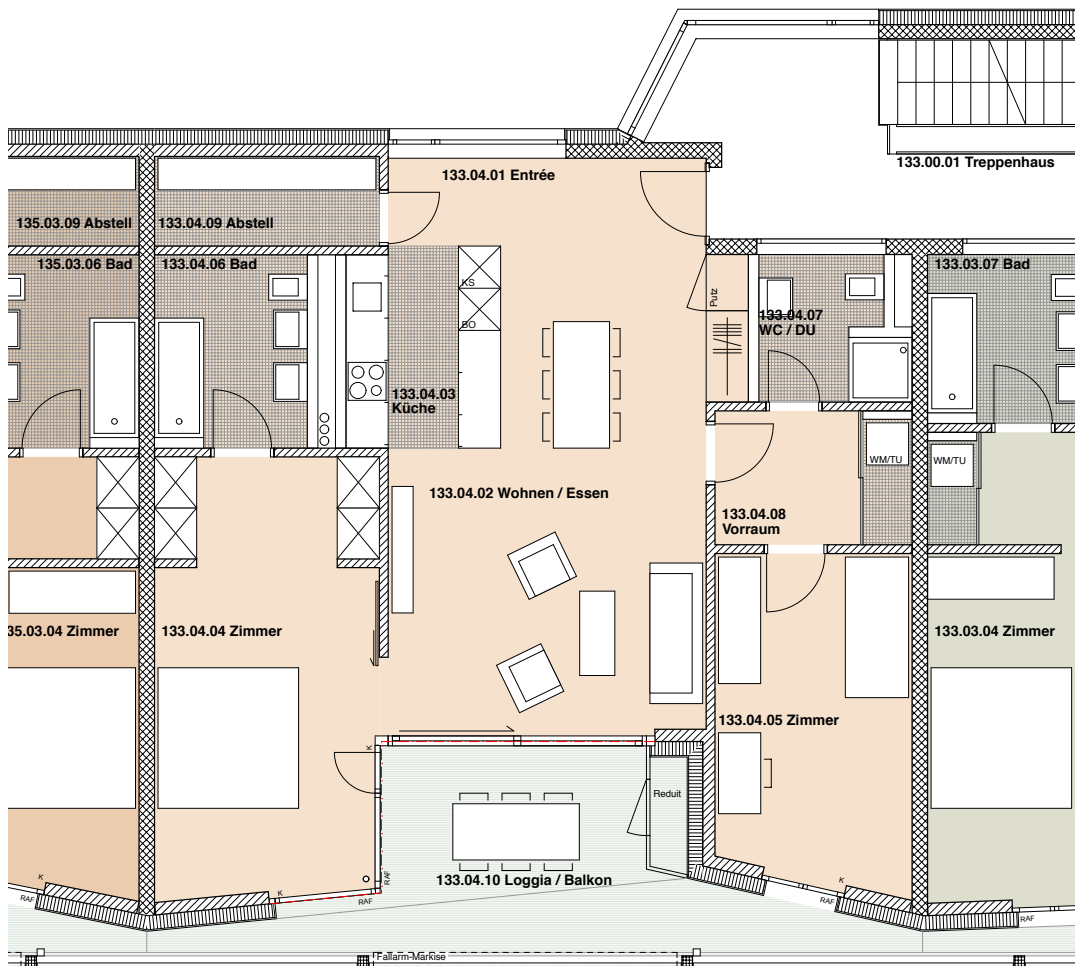 133.00.01 Treppenhaus
133.04.01 Entrée
135.03.09 Abstell
133.04.09 Abstell
135.03.06 Bad
133.04.06 Bad
133.03.07 Bad
KS
Putz
133.04.07
WC / DU
BO
133.04.03
Küche
WM/TU
WM/TU
133.04.02 Wohnen / Essen
133.04.08
Vorraum
35.03.04 Zimmer
133.04.04 Zimmer
133.03.04 Zimmer
133.04.05 Zimmer
K
Reduit
K
RAF
133.04.10 Loggia / Balkon
K
K
RAF
RAF
RAF
RAF
Fallarm-Markise